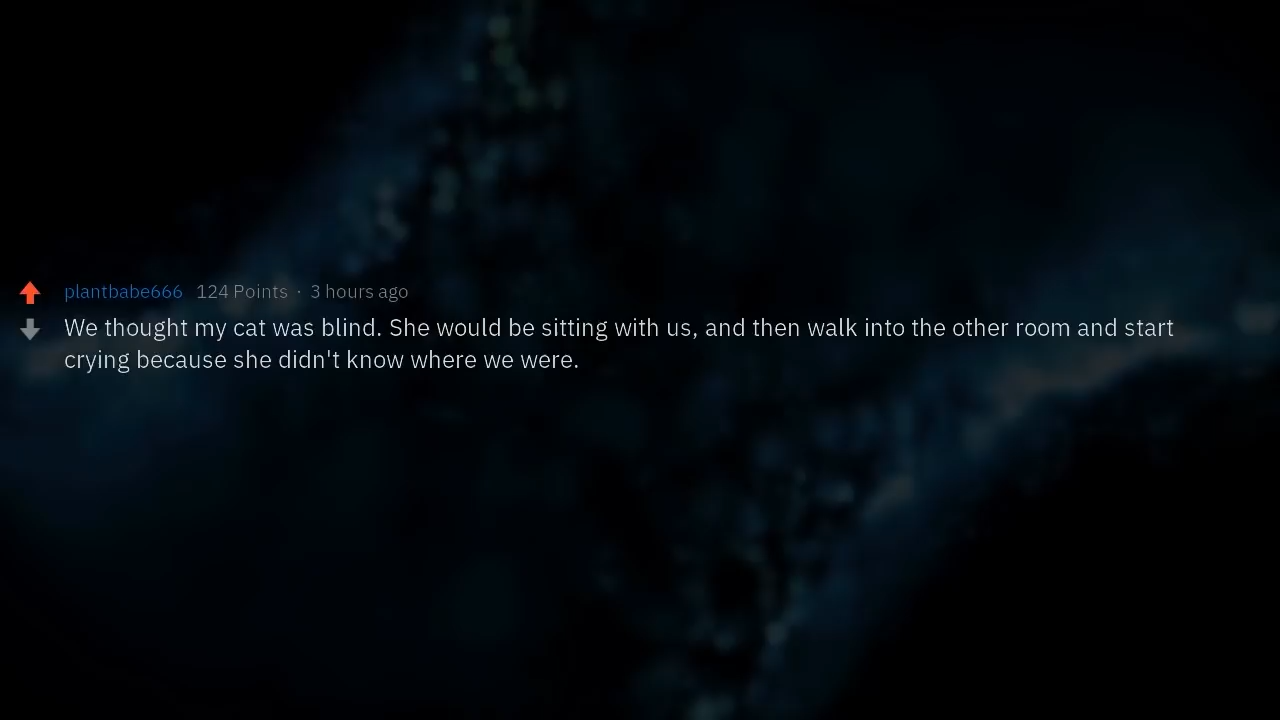 plantbabe666 124 Points · 3 hours ago
We thought my cat was blind. She would be sitting with us, and then walk into the other room and start
crying because she didn't know where we were.